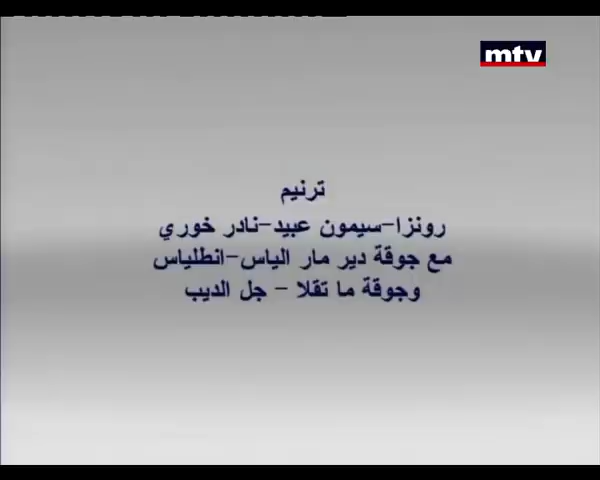 mtv
ترنيم
رونزا-سيمون عبيد-نادر خوري
مع جوقة دير مار الياس-انطلياس
وجوقة ما تقلا - جل الديب